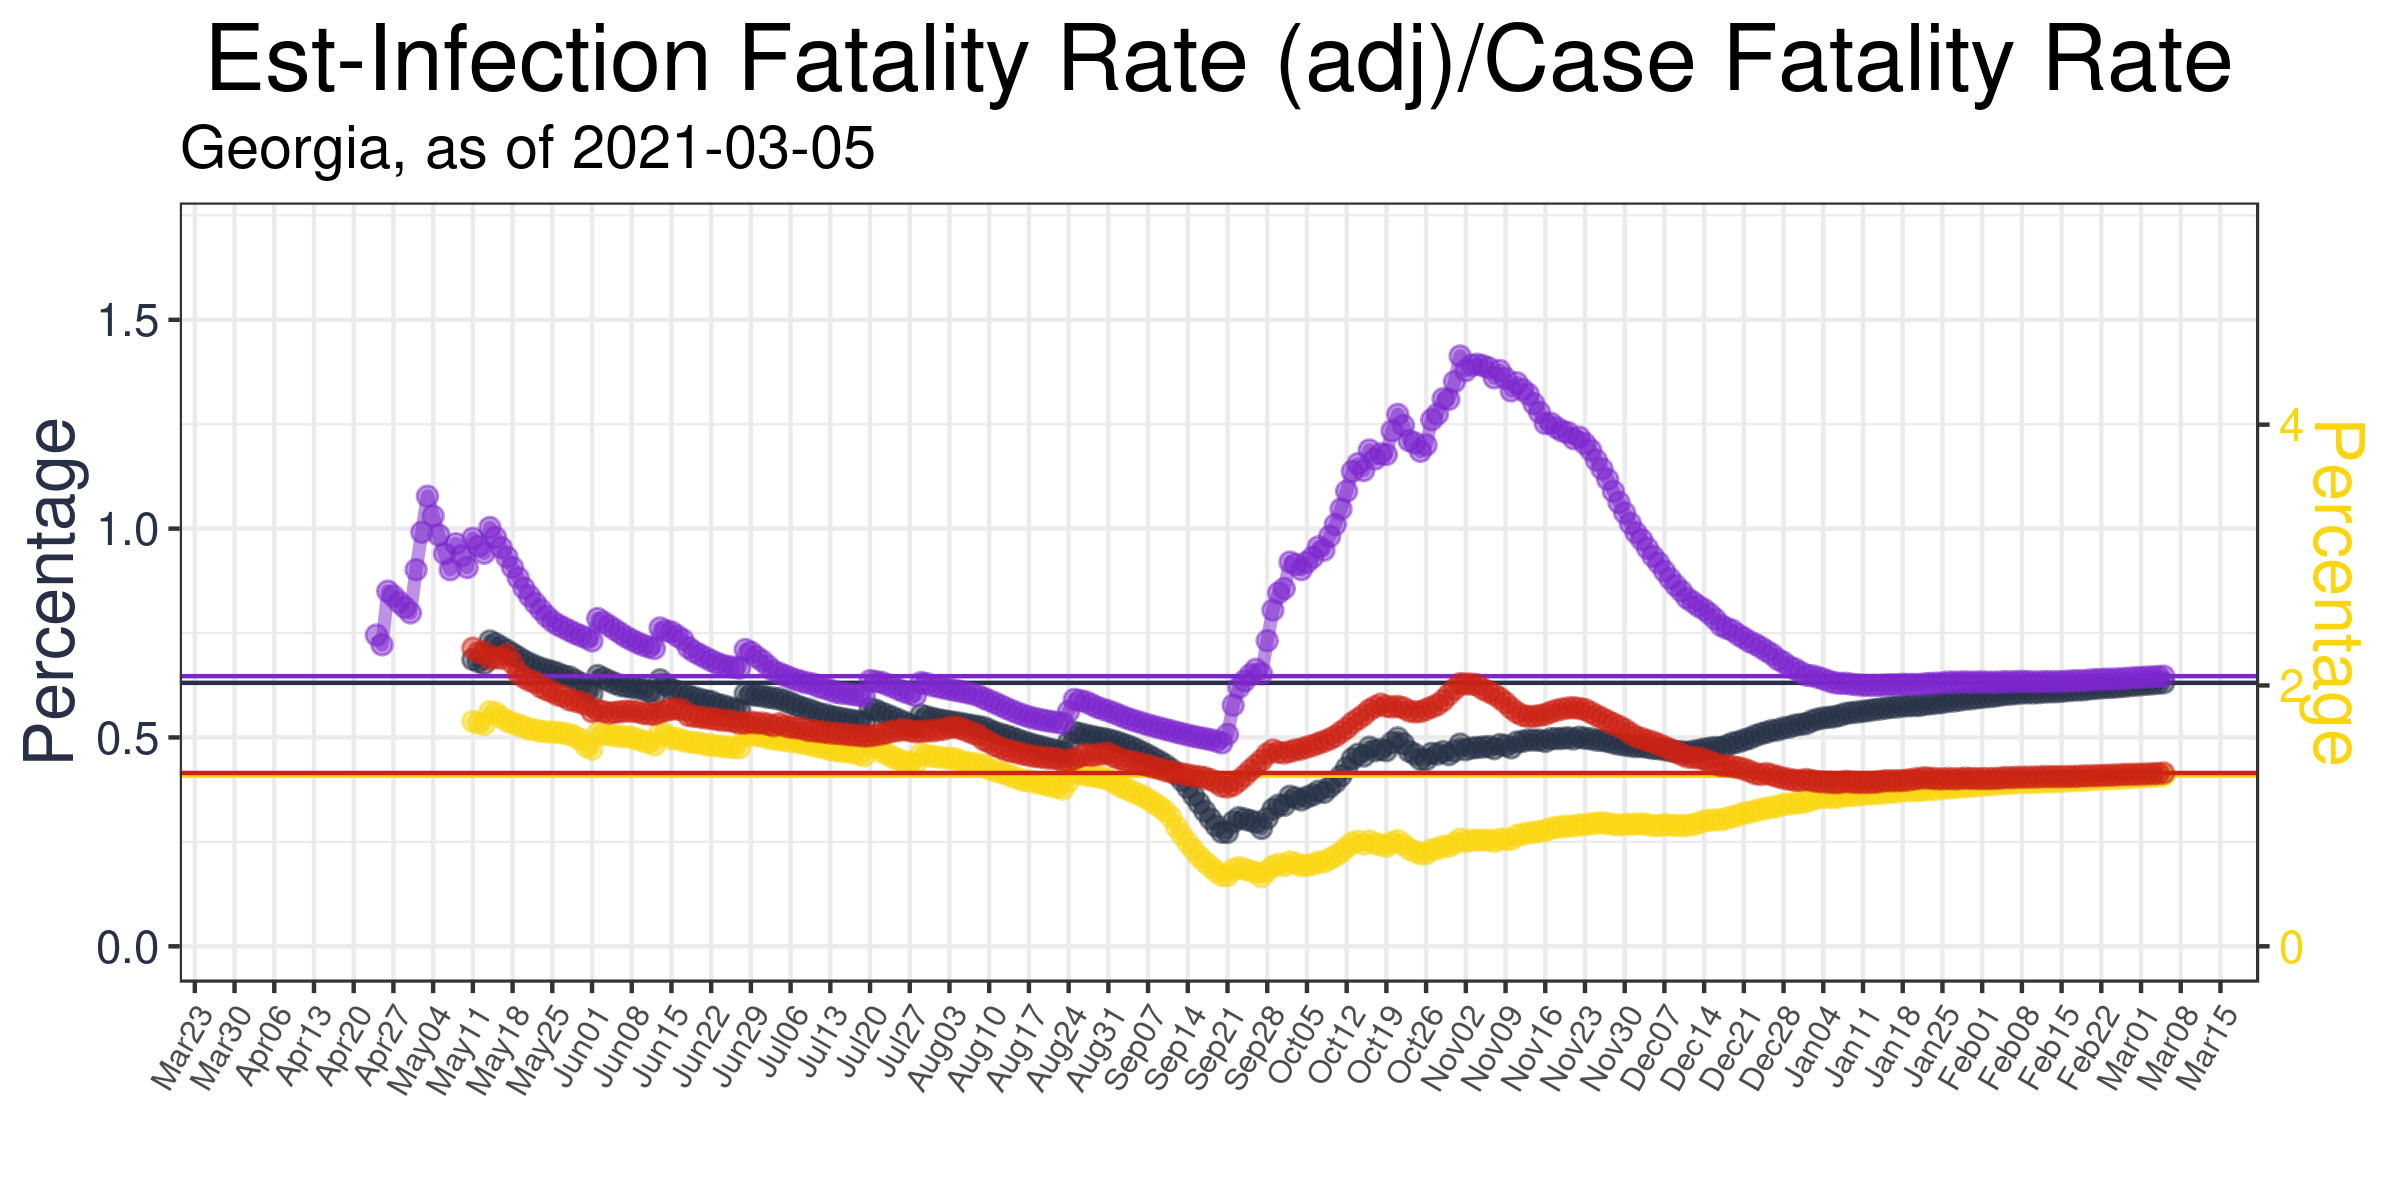 Est-Infection Fatality Rate (adj)/Case Fatality Rate
Georgia, as of 2021-03-05
Percentage
1.5
1.0
0.5
0.0
4
2
0
Percentage
Mar23
Mar30
Apr06
Apr13
Apr20
Apr27
May04
May11
May18
May25
Jun01
Jun08
Jun15
Jun22
Jun29
Jul06
Jul13
Jul20
Jul27
Aug03
Aug10
Aug17
Aug24
Aug31
Sep07
Sep14
Sep21
Sep28
Oct05
Oct12
Oct19
Oct26
Nov02
Nov09
Nov16
Nov23
Nov30
Dec07
Dec14
Dec21
Dec28
Jan04
Jan11
Jan18
Jan25
Feb01
Feb08
Feb15
Feb22
Mar01
Mar08
Mar15